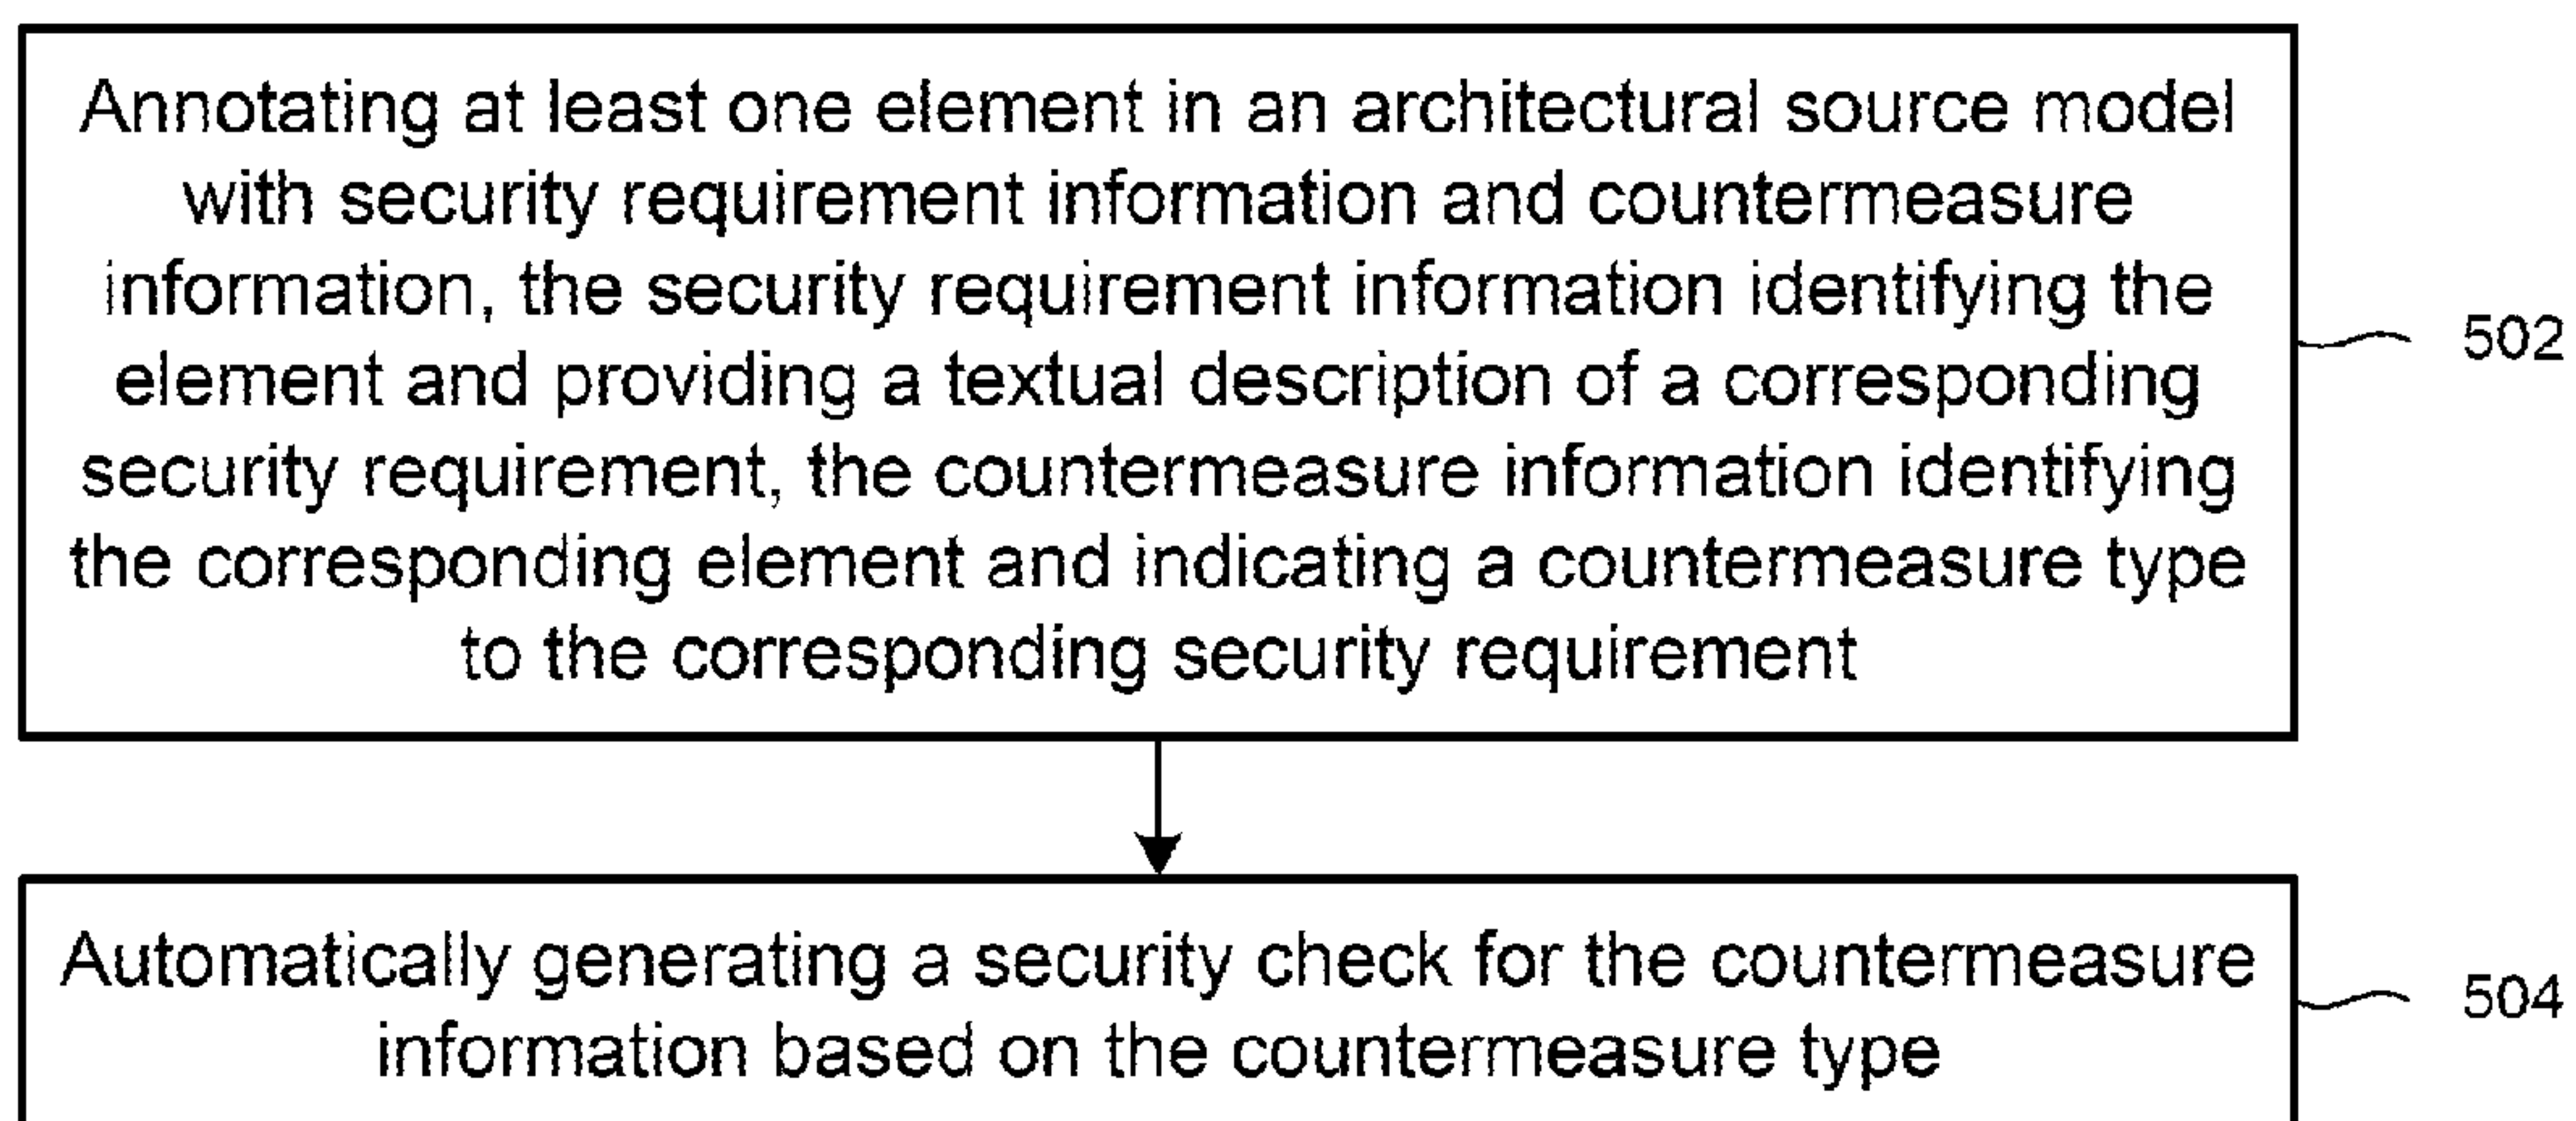 Annotating at least one element in an architectural source model
with security requirement information and countermeasure
information, the security requirement information identifying the
element and providing a textual description of a corresponding
security requirement, the countermeasure information identifying
the corresponding element and indicating a countermeasure type
to the corresponding security requirement
502
Automatically generating a security check for the countermeasure
information based on the countermeasure type
504